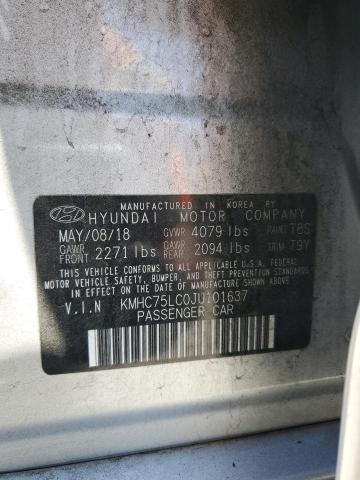 MANUFACTURED IN KOREA BY
HYUNDAI MOTOR COMPANY
MAY/08/18 GVWR 4079 lbs PAINT T8S
GAWR FRONT 2271 lbs GAWR REAR 2094 lbs TRIM T9Y
THIS VEHICLE CONFORMS TO ALL APPLICABLE U.S.A. FEDERAL
MOTOR VEHICLE SAFETY, BUMPER, AND THEFT PREVENTION
STANDARDS IN EFFECT ON THE DATE OF MANUFACTURE SHOWN ABOVE.
V.I.N KMHC75LC0JU101637
PASSENGER CAR